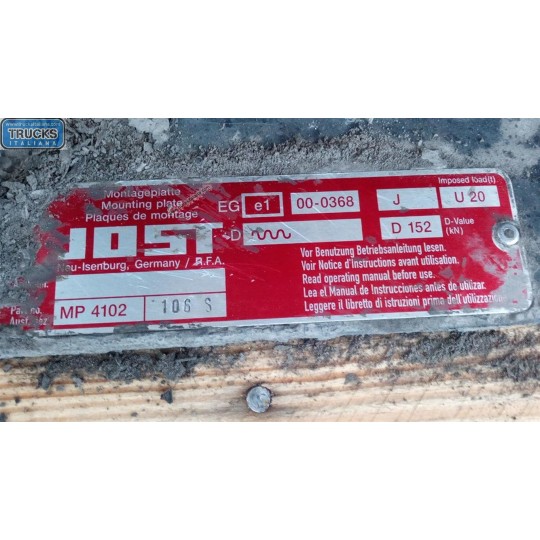 TRUCKS
ITALIANA
Montageplatte
Mounting plate
Plaques de montage
JOST
Neu-Isenburg, Germany / R.F.A.
EG e1 00-0368 J
Imposed load(t)
U 20
D 152 D-Value
(kN)
Vor Benutzung Betriebsanleitung lesen.
Voir Notice d'Instructions avant utilisation.
Read operating manual before use.
Lea el Manual de Instrucciones antes de utilizar.
Leggere il libretto di istruzioni prima dell'utilizzazione
Part no.
MP 4102 106 S